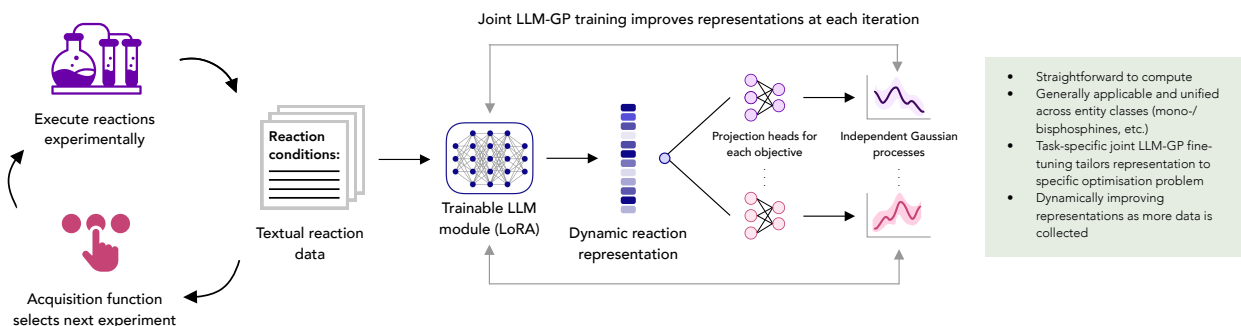 Joint LLM-GP training improves representations at each iteration
Execute reactions
experimentally
Reaction
conditions:
Textual reaction
data
Acquisition function
selects next experiment
Trainable LLM
module (LoRA)
Dynamic reaction
representation
Projection heads for
each objective
Independent Gaussian
processes
• Straightforward to compute
• Generally applicable and unified
across entity classes (mono-/
bisphosphines, etc.)
• Task-specific joint LLM-GP fine-
tuning tailors representation to
specific optimisation problem
• Dynamically improving
representations as more data is
collected